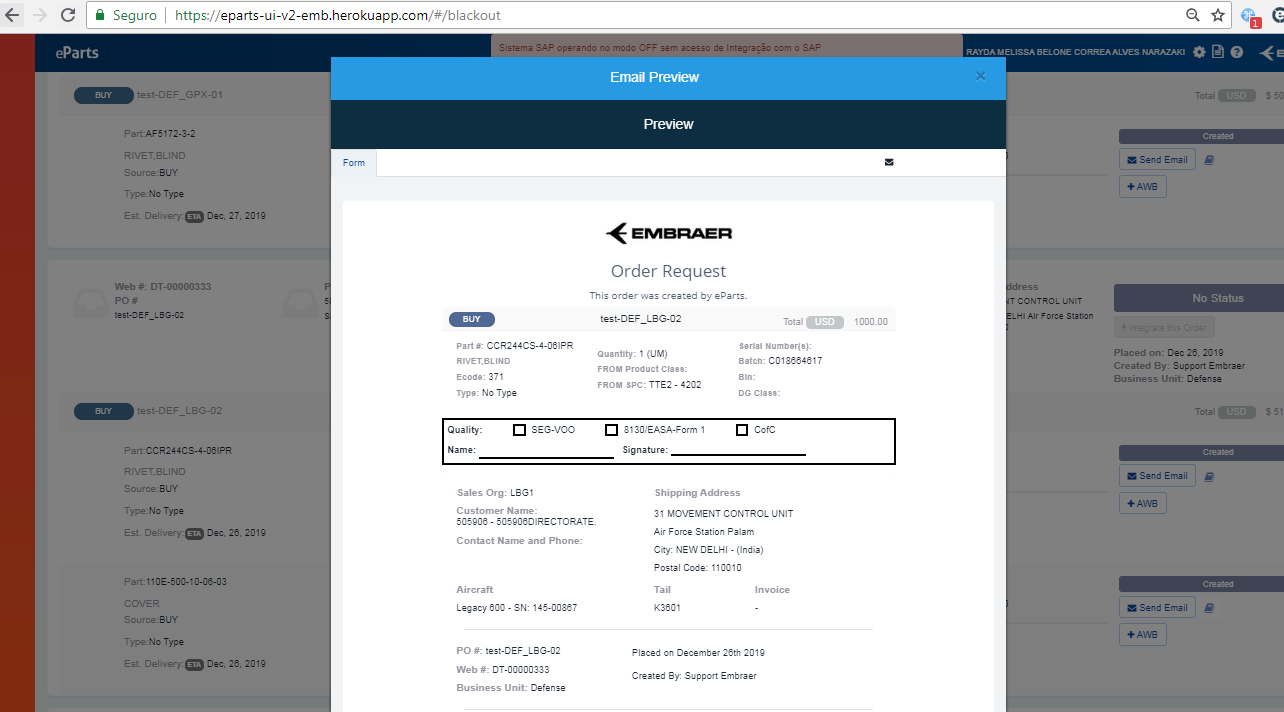 Seguro https://eparts-ui-v2-emb.herokuapp.com/#/blackout
1
eParts
Sistema SAP operando no modo OFF sem acesso de Integração com o SAP
RAYDA MELISSA BELONE CORREA ALVES NARAZAKI
Email Preview
×
BUY test-DEF_GPX-01
Total USD $ 50
Preview
Part:AF5172-3-2
RIVET,BLIND
Source:BUY
Type:No Type
Est. Delivery: ETA Dec, 27, 2019
Created
Send Email
+ AWB
Form
EMBRAER
Order Request
This order was created by eParts.
BUY test-DEF_LBG-02 Total USD 1000.00
Part #: CCR244CS-4-06IPR
RIVET,BLIND
Ecode: 371
Type: No Type
Quantity: 1 (UM)
FROM Product Class:
FROM SPC: TTE2 - 4202
Serial Number(s):
Batch: C018664617
Bin:
DG Class:
Quality: SEG-VOO 8130/EASA-Form 1 CofC
Name: Signature:
Sales Org: LBG1
Customer Name:
505906 - 505906DIRECTORATE.
Contact Name and Phone:
Shipping Address
31 MOVEMENT CONTROL UNIT
Air Force Station Palam
City: NEW DELHI - (India)
Postal Code: 110010
Aircraft Tail Invoice
Legacy 600 - SN: 145-00867 K3601 -
PO #: test-DEF_LBG-02
Web #: DT-00000333
Business Unit: Defense
Placed on December 26th 2019
Created By: Support Embraer
Web #: DT-00000333
PO #
test-DEF_LBG-02
ddress
NT CONTROL UNIT
ELHI Air Force Station
No Status
Integrate this Order
Placed on: Dec 26, 2019
Created By: Support Embraer
Business Unit: Defense
BUY test-DEF_LBG-02
Total USD $ 51
Part:CCR244CS-4-06IPR
RIVET,BLIND
Source:BUY
Type:No Type
Est. Delivery: ETA Dec, 26, 2019
Created
Send Email
+ AWB
Part:110E-500-10-06-03
COVER
Source:BUY
Type:No Type
Est. Delivery: ETA Dec, 26, 2019
Created
Send Email
+ AWB